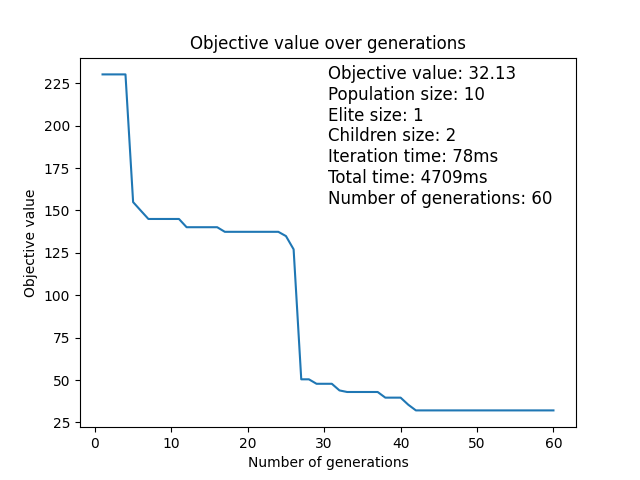 Objective value over generations
Objective value: 32.13
Population size: 10
Elite size: 1
Children size: 2
Iteration time: 78ms
Total time: 4709ms
Number of generations: 60
Objective value
225
200
175
150
125
100
75
50
25
0 10 20 30 40 50 60
Number of generations